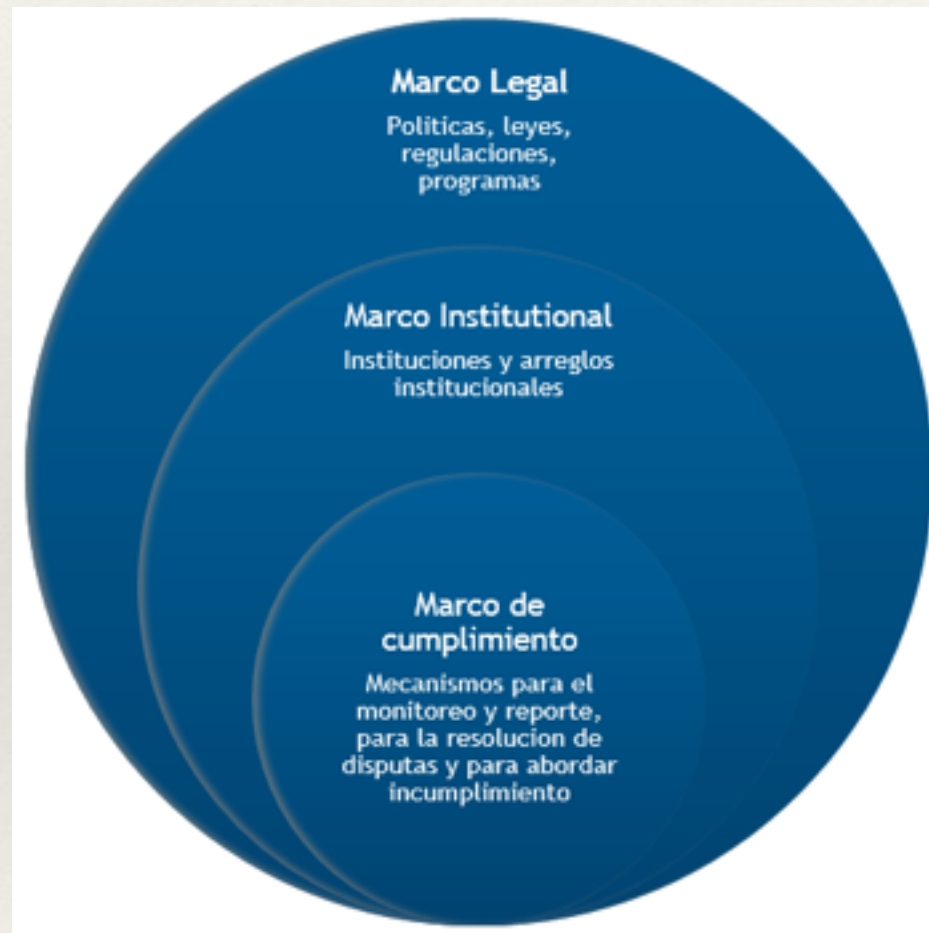 Marco Legal
Politicas, leyes,
regulaciones,
programas
Marco Institutional
Instituciones y arreglos
institucionales
Marco de
cumplimiento
Mecanismos para el
monitoreo y reporte,
para la resolucion de
disputas y para abordar
incumplimiento